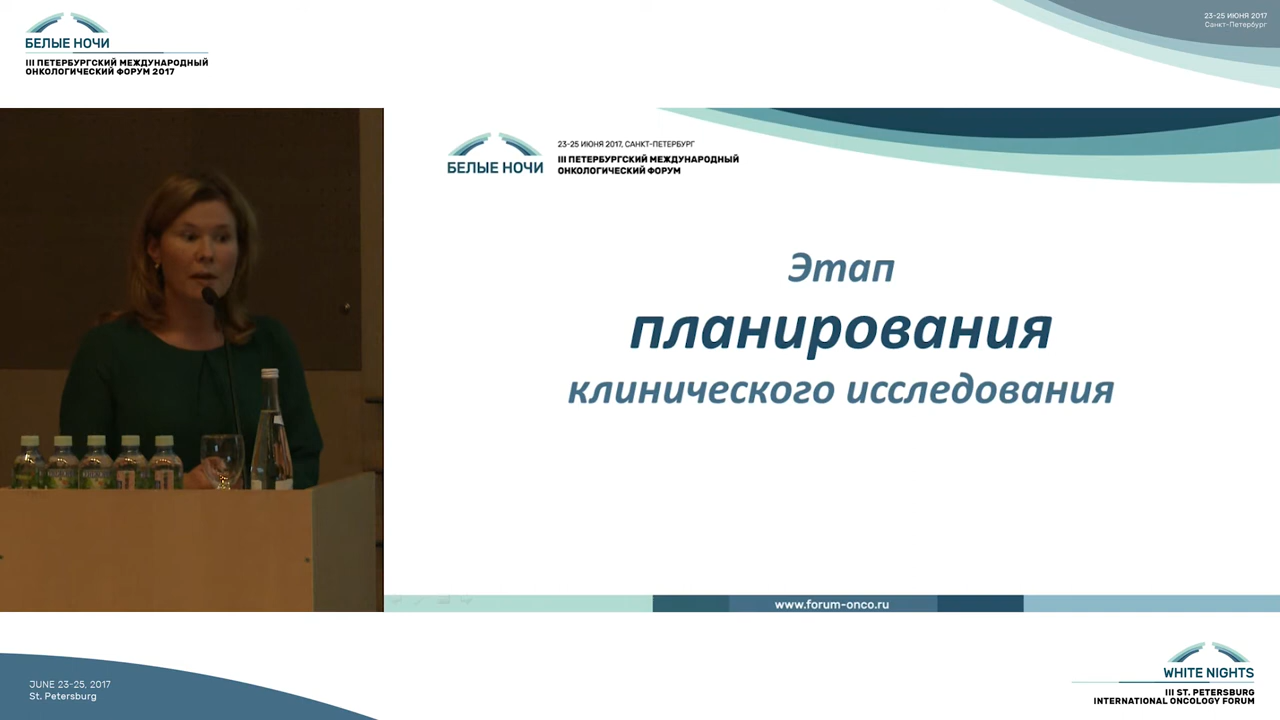 БЕЛЫЕ НОЧИ
III ПЕТЕРБУРГСКИЙ МЕЖДУНАРОДНЫЙ
ОНКОЛОГИЧЕСКИЙ ФОРУМ 2017
23-25 ИЮНЯ 2017
Санкт-Петербург
БЕЛЫЕ НОЧИ
23-25 ИЮНЯ 2017, САНКТ-ПЕТЕРБУРГ
III ПЕТЕРБУРГСКИЙ МЕЖДУНАРОДНЫЙ
ОНКОЛОГИЧЕСКИЙ ФОРУМ
Этап
планирования
клинического исследования
www.forum-onco.ru
JUNE 23-25, 2017
St. Petersburg
WHITE NIGHTS
III ST. PETERSBURG
INTERNATIONAL ONCOLOGY FORUM